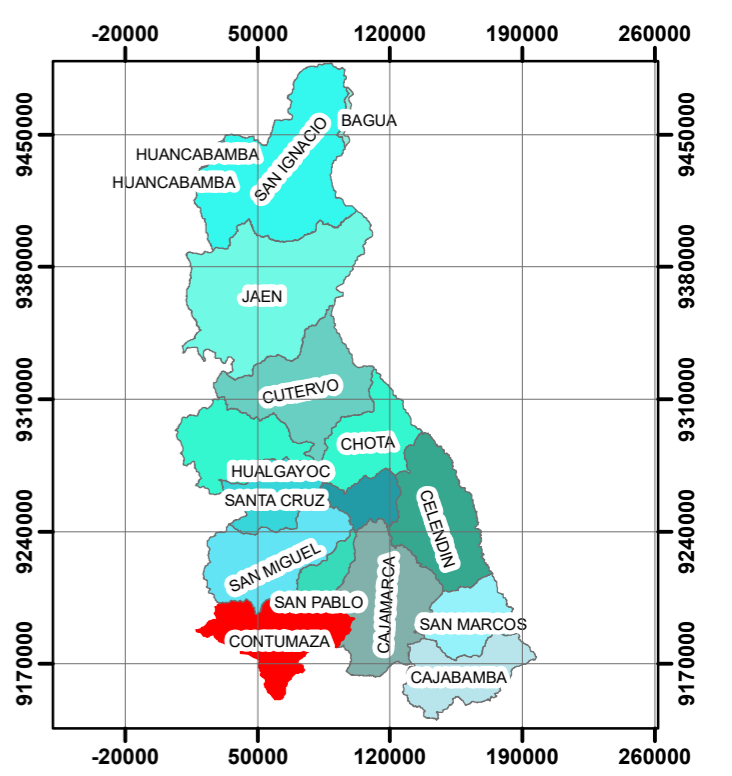 -20000 50000 120000 190000 260000
BAGUA
9450000 9450000
HUANCABAMBA
SAN IGNACIO
HUANCABAMBA
9380000 9380000
JAEN
CUTERVO
9310000 9310000
CHOTA
HUALGAYOC
SANTA CRUZ
CELENDIN
9240000 9240000
SAN MIGUEL
CAJAMARCA
SAN PABLO
SAN MARCOS
CONTUMAZA
9170000 9170000
CAJABAMBA
-20000 50000 120000 190000 260000